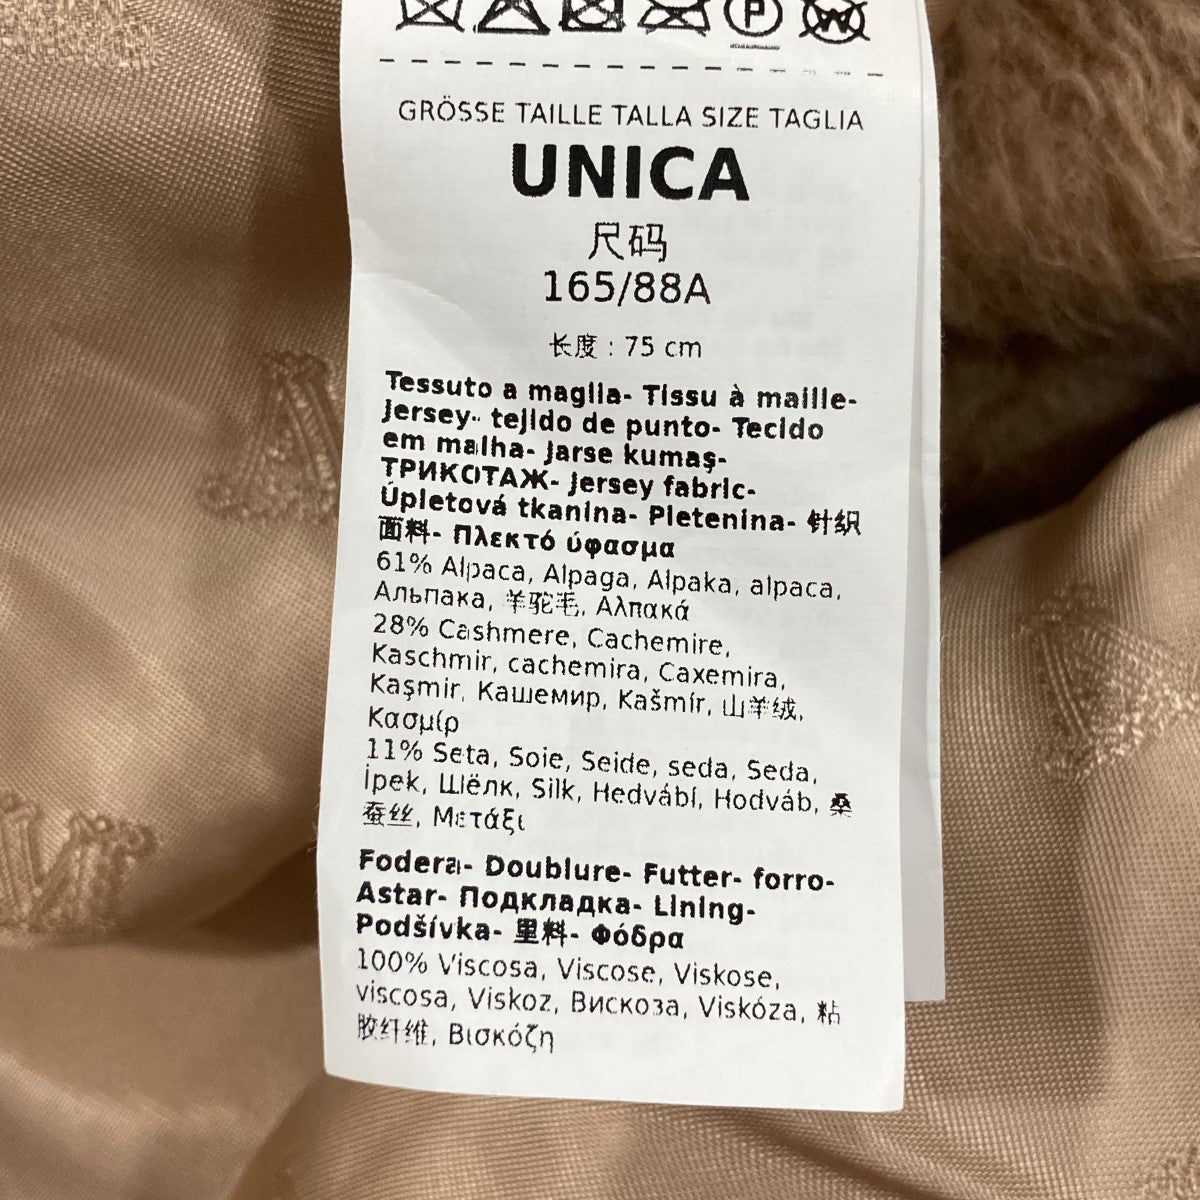 P
W
GRÖSSE TAILLE TALLA SIZE TAGLIA
UNICA
尺码
165/88A
长度 : 75 cm
Tessuto a maglia- Tissu à maille-
Jersey- tejido de punto- Tecido
em malha- Jarse kumaş-
ТРИКОТАЖ- Jersey fabric-
Úpletová tkanina- Pletenina- 针织
面料- Πλεκτό ύφασμα
61% Alpaca, Alpaga, Alpaka, alpaca,
Альпака, 羊驼毛, Αλπακά
28% Cashmere, Cachemire,
Kaschmir, cachemira, Caxemira,
Kaşmir, Кашемир, Kašmír, 山羊绒,
Κασμίρ
11% Seta, Soie, Seide, seda, Seda,
İpek, Шёлк, Silk, Hedvábí, Hodváb, 桑
蚕丝, Μετάξι
Fodera- Doublure- Futter- forro-
Astar- Подкладка- Lining-
Podšívka- 里料- Φόδρα
100% Viscosa, Viscose, Viskose,
viscosa, Viskoz, Вискоза, Viskóza, 粘
胶纤维, Βισκόζη